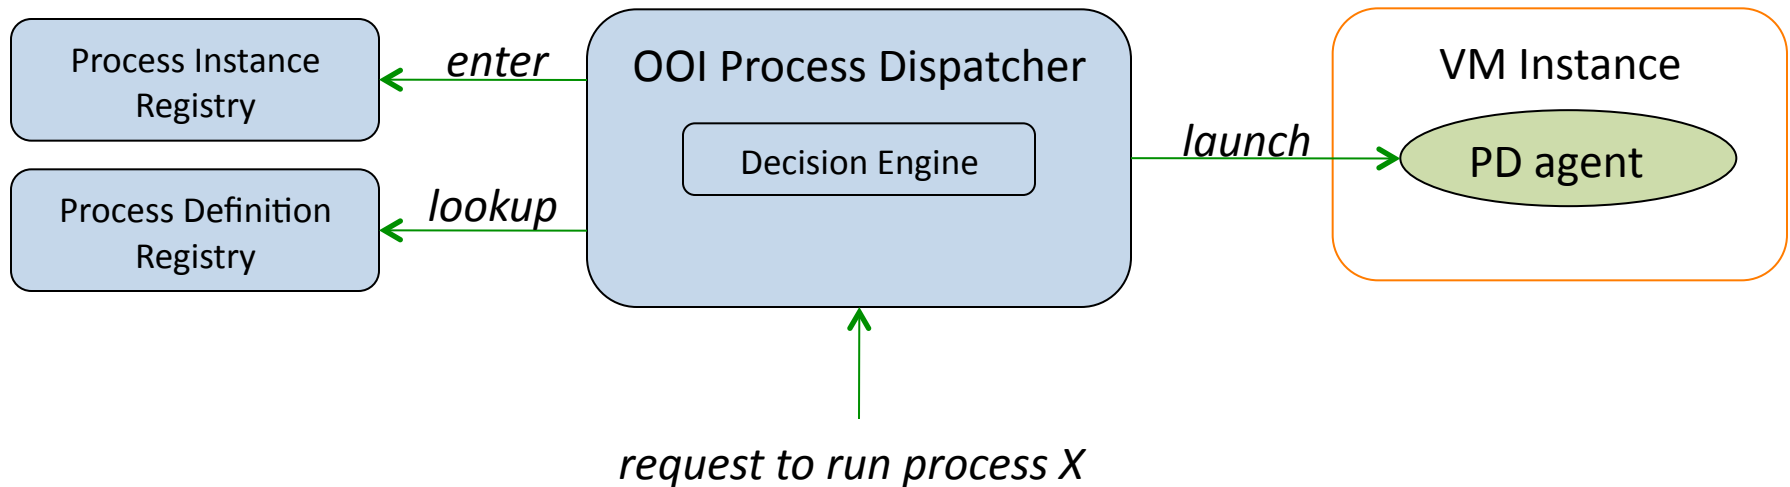 Process Instance
Registry
enter
OOI Process Dispatcher
Decision Engine
launch
VM Instance
PD agent
Process Definition
Registry
lookup
request to run process X